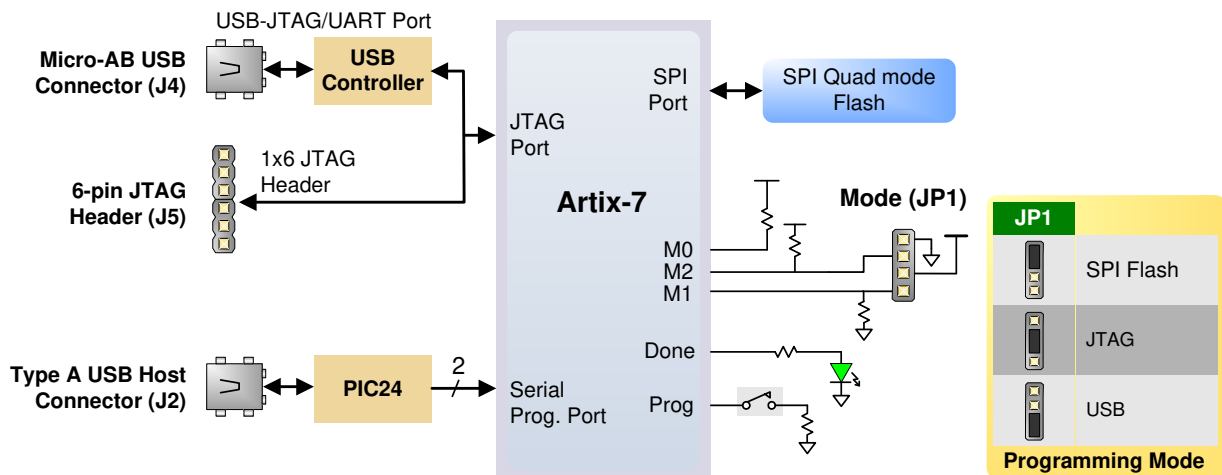 USB-JTAG/UART Port
Micro-AB USB
Connector (J4)
USB
Controller
SPI
Port
SPI Quad mode
Flash
JTAG
Port
1x6 JTAG
Header
6-pin JTAG
Header (J5)
Artix-7
Mode (JP1)
M0
M2
M1
JP1
SPI Flash
JTAG
USB
Programming Mode
Done
Type A USB Host
Connector (J2)
PIC24
2
Serial
Prog. Port
Prog